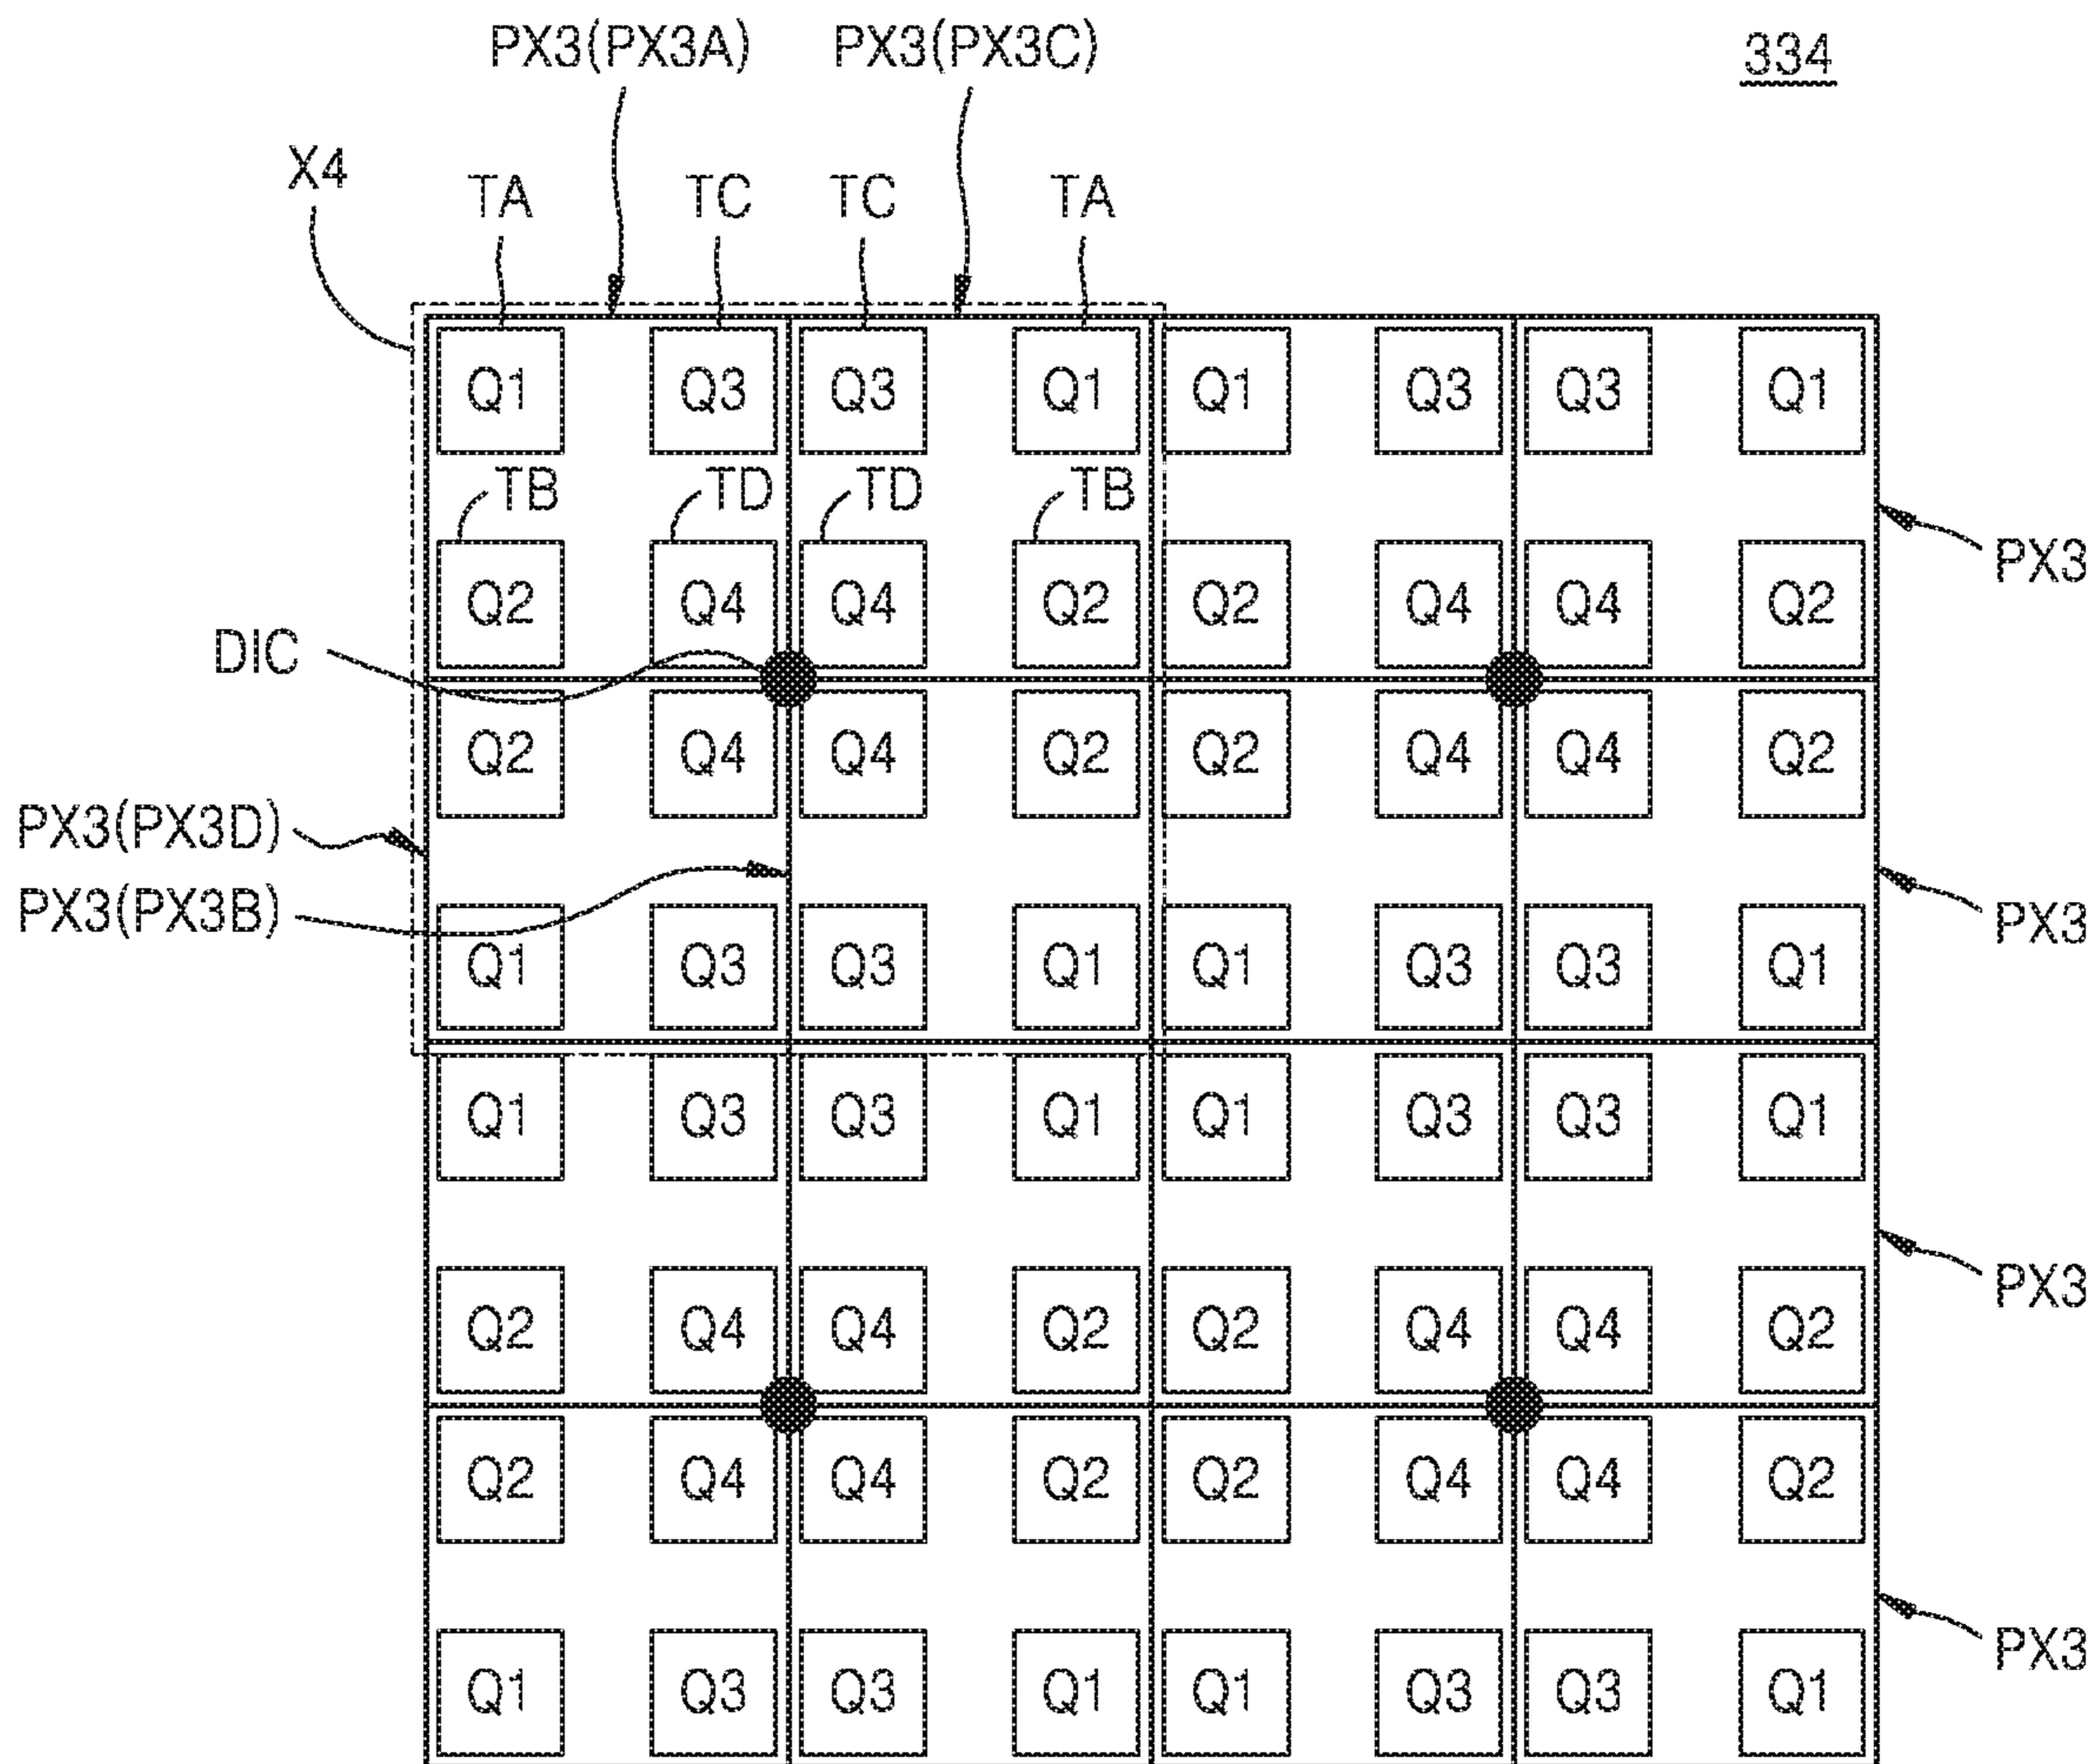 PX3(PX3A) PX3(PX3C) 334
X4 TA TC TC TA
Q1 Q3 Q3 Q1 Q1 Q3 Q3 Q1
TB TD TD TB
PX3
Q2 Q4 Q4 Q2 Q2 Q4 Q4 Q2
DIC
Q2 Q4 Q4 Q2 Q2 Q4 Q4 Q2
PX3(PX3D)
PX3(PX3B) PX3
Q1 Q3 Q3 Q1 Q1 Q3 Q3 Q1
Q1 Q3 Q3 Q1 Q1 Q3 Q3 Q1
PX3
Q2 Q4 Q4 Q2 Q2 Q4 Q4 Q2
Q2 Q4 Q4 Q2 Q2 Q4 Q4 Q2
PX3
Q1 Q3 Q3 Q1 Q1 Q3 Q3 Q1